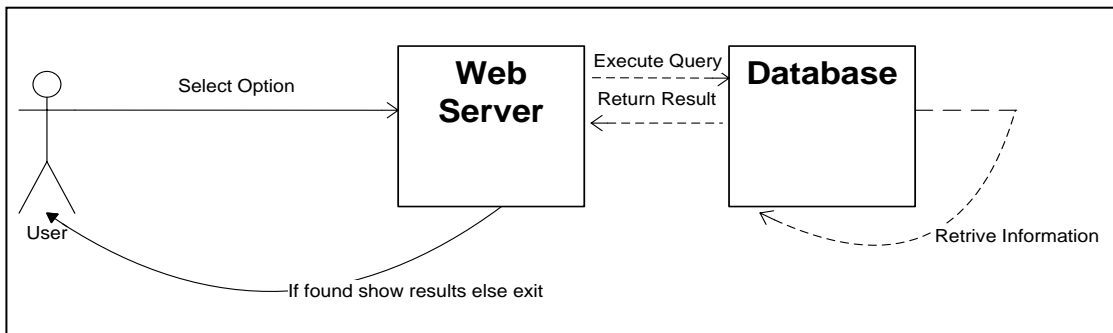 Select Option
Web
Server
Execute Query
Return Result
Database
User
Retrive Information
If found show results else exit